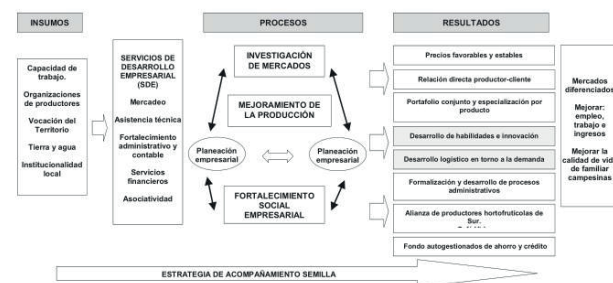 INSUMOS
PROCESOS
RESULTADOS
Capacidad de
trabajo.
Organizaciones
de productores
Vocación del
Territorio
Tierra y agua
Institucionalidad
local
SERVICIOS DE
DESARROLLO
EMPRESARIAL
(SDE)
Mercadeo
Asistencia técnica
Fortalecimiento
administrativo y
contable
Servicios
financieros
Asociatividad
INVESTIGACIÓN
DE MERCADOS
MEJORAMIENTO DE
LA PRODUCCIÓN
Planeación
empresarial
Planeación
empresarial
FORTALECIMIENTO
SOCIAL
EMPRESARIAL
Precios favorables y estables
Relación directa productor-cliente
Portafolio conjunto y especialización por
producto
Desarrollo de habilidades e innovación
Desarrollo logístico en torno a la demanda
Formalización y desarrollo de procesos
administrativos
Alianza de productores hortofrutícolas de
Sur.
Fondo autogestionados de ahorro y crédito
Mercados
diferenciados
Mejorar:
empleo,
trabajo e
ingresos
Mejorar la
calidad de vid
de familiar
campesinas
ESTRATEGIA DE ACOMPAÑAMIENTO SEMILLA